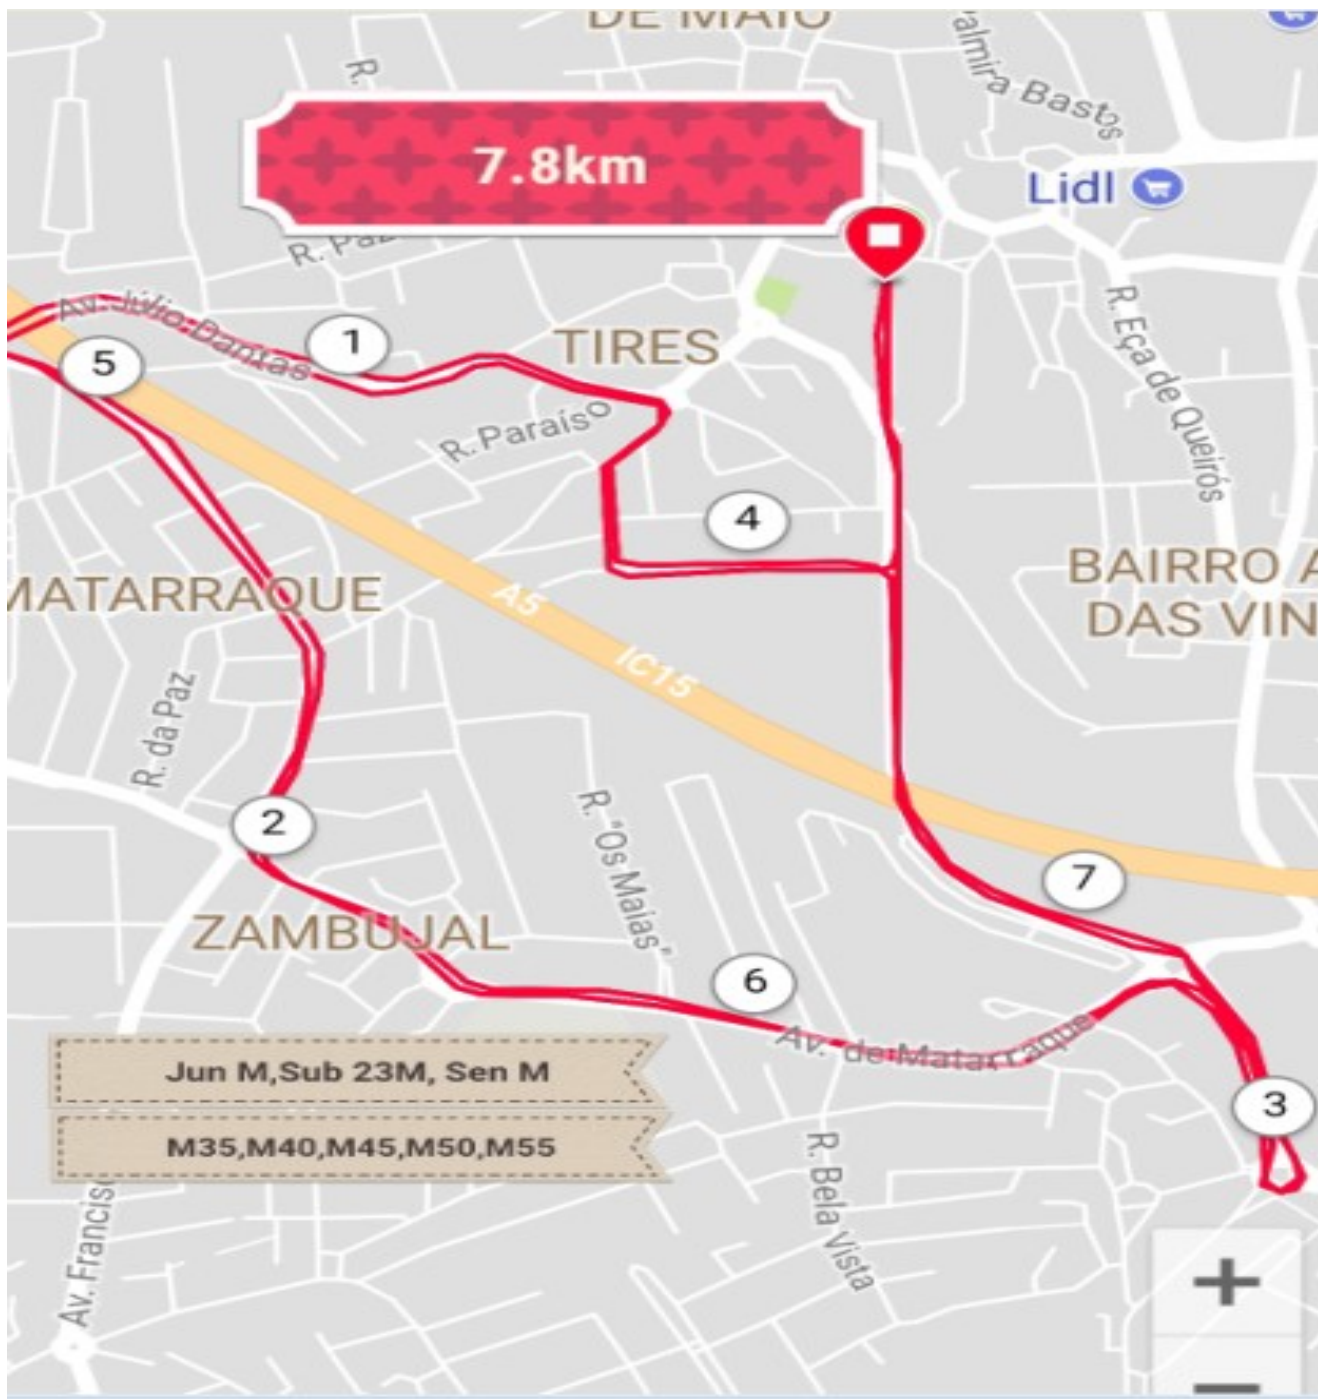 DE MAIO
Palmira Bastos
R.
7.8km
Lidl
R. Paz
Av. Júlio Dantas
1
TIRES
R. Eça de Queirós
5
R. Paraíso
4
MATARRAQUE
A5
BAIRRO A
DAS VIN
IC15
R. da Paz
2
R. "Os Maias"
7
ZAMBUJAL
6
Av. de Matarraque
Jun M,Sub 23M, Sen M
3
M35,M40,M45,M50,M55
R. Bela Vista
Av. Francisc
+
−